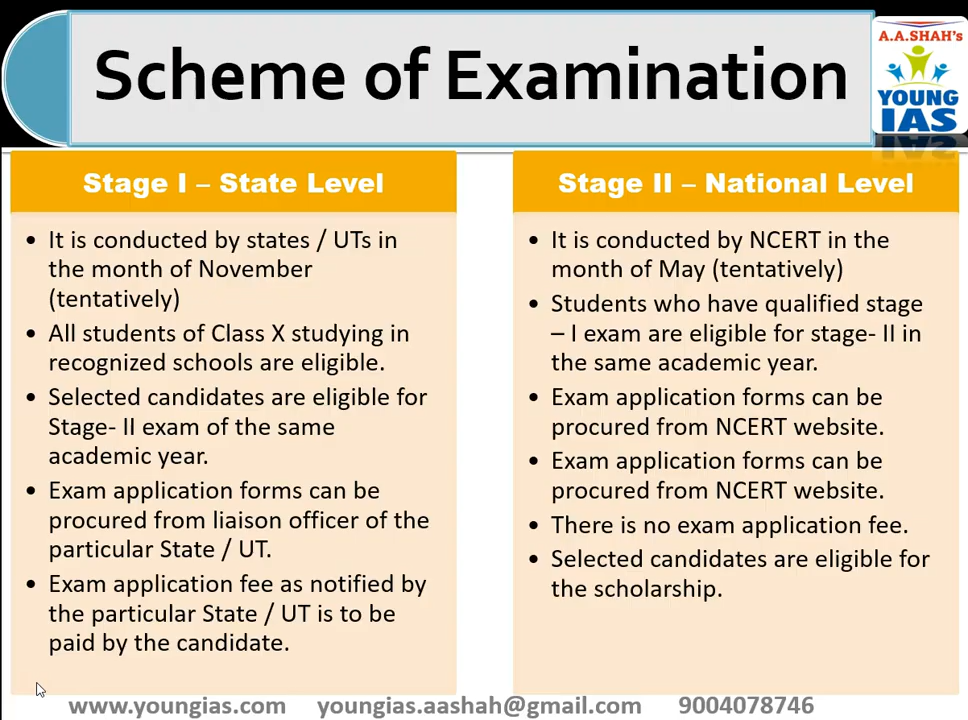 Scheme of Examination
A.A.SHAH's
YOUNG
IAS
Stage I – State Level
• It is conducted by states / UTs in
the month of November
(tentatively)
• All students of Class X studying in
recognized schools are eligible.
• Selected candidates are eligible for
Stage- II exam of the same
academic year.
• Exam application forms can be
procured from liaison officer of the
particular State / UT.
• Exam application fee as notified by
the particular State / UT is to be
paid by the candidate.
Stage II – National Level
• It is conducted by NCERT in the
month of May (tentatively)
• Students who have qualified stage
– I exam are eligible for stage- II in
the same academic year.
• Exam application forms can be
procured from NCERT website.
• Exam application forms can be
procured from NCERT website.
• There is no exam application fee.
• Selected candidates are eligible for
the scholarship.
www.youngias.com youngias.aashah@gmail.com 9004078746